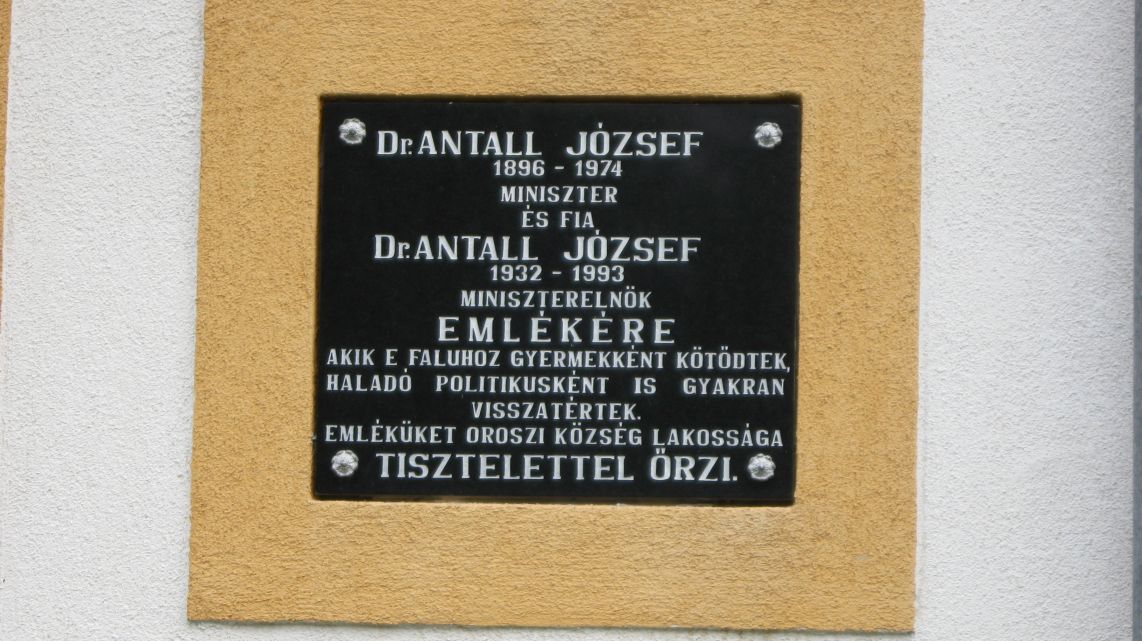 Dr. ANTALL JÓZSEF
1896 - 1974
MINISZTER
ÉS FIA
Dr. ANTALL JÓZSEF
1932 - 1993
MINISZTERELNÖK
EMLÉKÉRE
AKIK E FALUHOZ GYERMEKKÉNT KÖTŐDTEK,
HALADÓ POLITIKUSKÉNT IS GYAKRAN
VISSZATÉRTEK.
EMLÉKÜKET OROSZI KÖZSÉG LAKOSSÁGA
TISZTELETTEL ŐRZI.